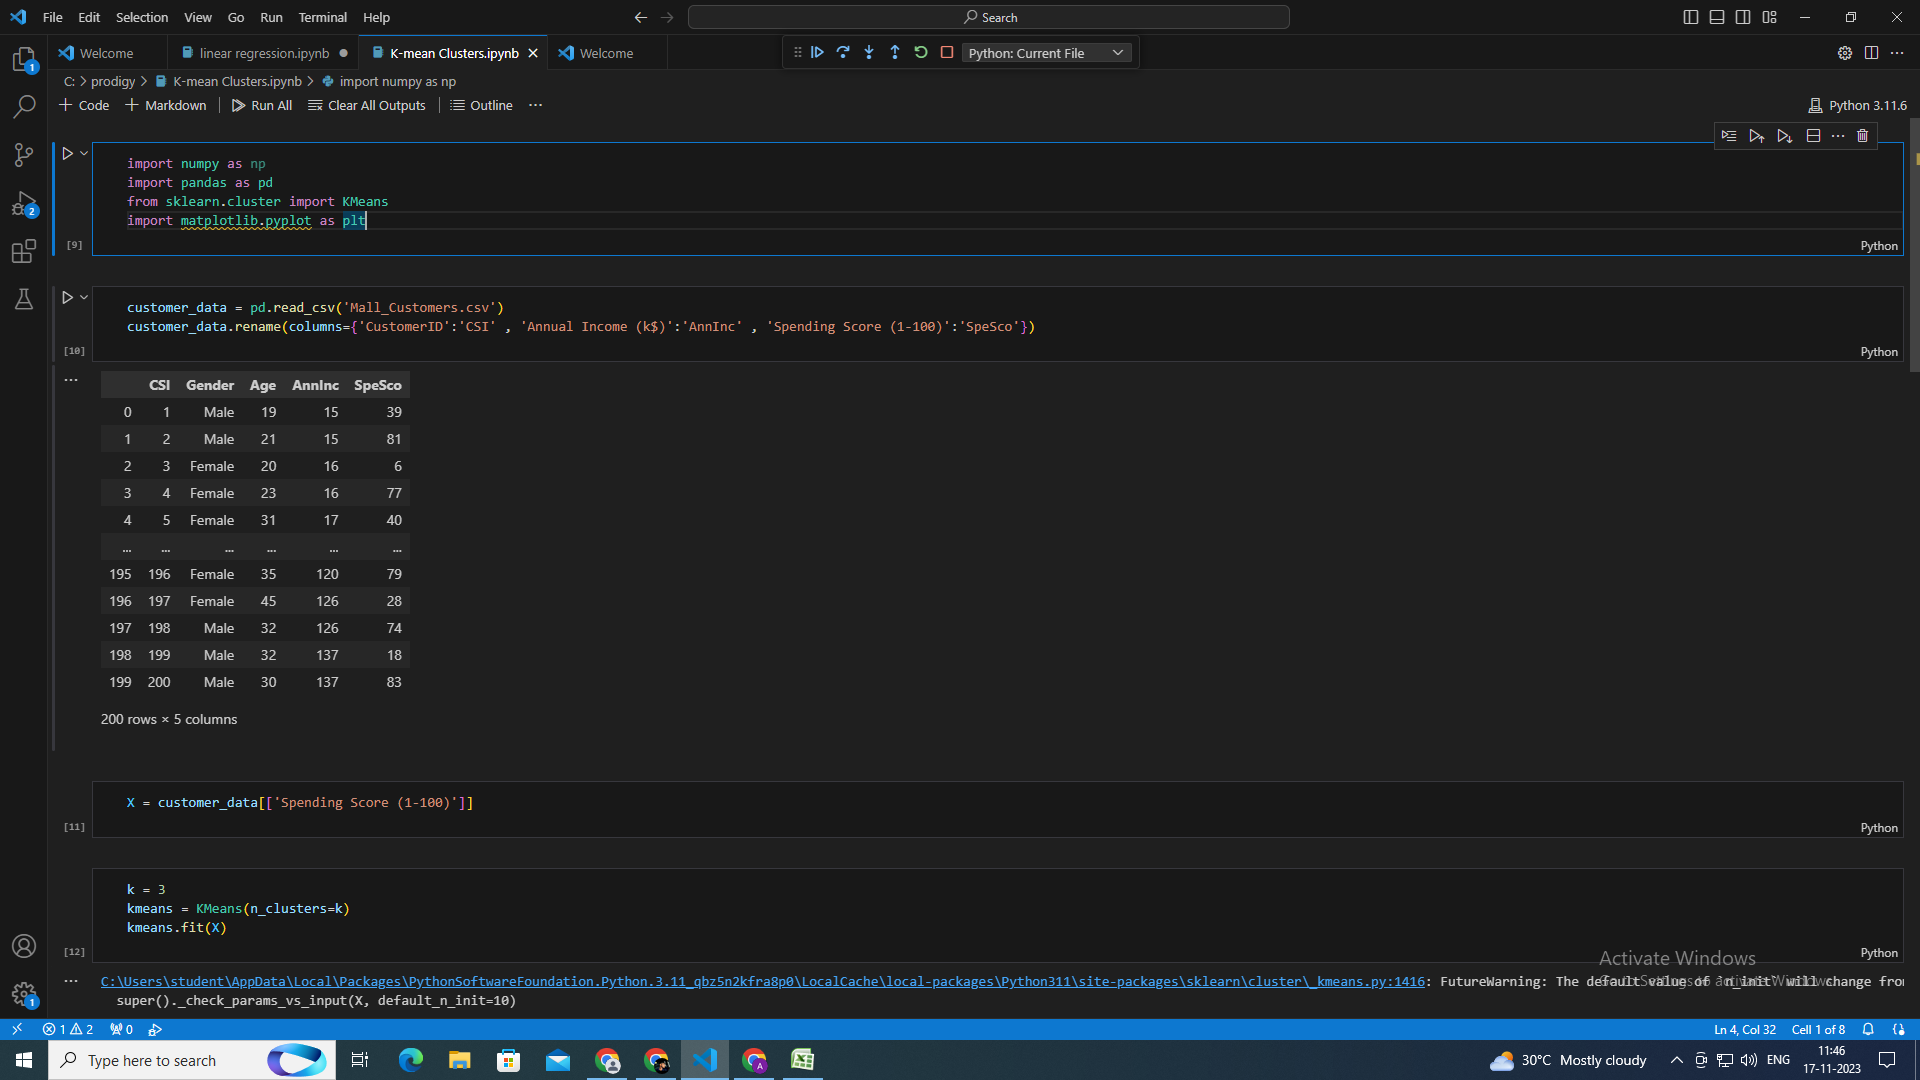 File Edit Selection View Go Run Terminal Help
Search
Welcome
linear regression.ipynb
K-mean Clusters.ipynb
Welcome
Python: Current File
C: > prodigy > K-mean Clusters.ipynb > import numpy as np
+ Code + Markdown Run All Clear All Outputs Outline ...
Python 3.11.6
import numpy as np
import pandas as pd
from sklearn.cluster import KMeans
import matplotlib.pyplot as plt
[9]
Python
customer_data = pd.read_csv('Mall_Customers.csv')
customer_data.rename(columns={'CustomerID':'CSI' , 'Annual Income (k$)':'AnnInc' , 'Spending Score (1-100)':'SpeSco'})
[10]
Python
...
CSI Gender Age AnnInc SpeSco
0 1 Male 19 15 39
1 2 Male 21 15 81
2 3 Female 20 16 6
3 4 Female 23 16 77
4 5 Female 31 17 40
... ... ... ... ... ...
195 196 Female 35 120 79
196 197 Female 45 126 28
197 198 Male 32 126 74
198 199 Male 32 137 18
199 200 Male 30 137 83
200 rows × 5 columns
X = customer_data[['Spending Score (1-100)']]
[11]
Python
k = 3
kmeans = KMeans(n_clusters=k)
kmeans.fit(X)
[12]
Python
Activate Windows
Go to Settings to activate Windows.
...
C:\Users\student\AppData\Local\Packages\PythonSoftwareFoundation.Python.3.11_qbz5n2kfra8p0\LocalCache\local-packages\Python311\site-packages\sklearn\cluster\_kmeans.py:1416: FutureWarning: The default value of `n_init` will change from
super()._check_params_vs_input(X, default_n_init=10)
1 2 0
Ln 4, Col 32 Cell 1 of 8
Type here to search
30°C Mostly cloudy
ENG
11:46
17-11-2023